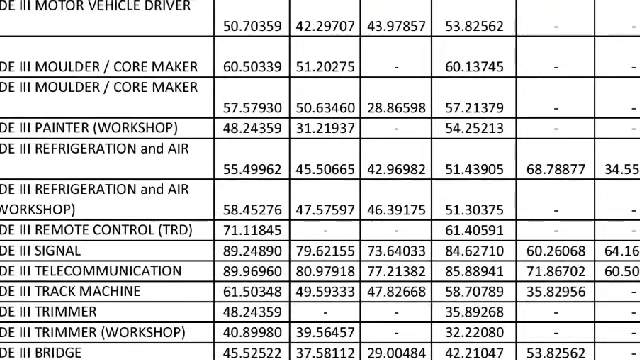 DE III MOTOR VEHICLE DRIVER
50.70359 42.29707 43.97857 53.82562 - -
DE III MOULDER / CORE MAKER 60.50339 51.20275 - 60.13745 - -
DE III MOULDER / CORE MAKER
57.57930 50.63460 28.86598 57.21379 - -
DE III PAINTER (WORKSHOP) 48.24359 31.21937 - 54.25213 - -
DE III REFRIGERATION and AIR
55.49962 45.50665 42.96982 51.43905 68.78877 34.55
DE III REFRIGERATION and AIR
WORKSHOP) 58.45276 47.57597 46.39175 51.30375 - -
DE III REMOTE CONTROL (TRD) 71.11845 - - 61.40591 - -
DE III SIGNAL 89.24890 79.62155 73.64033 84.62710 60.26068 64.16
DE III TELECOMMUNICATION 89.96960 80.97918 77.21382 85.88941 71.86702 60.50
DE III TRACK MACHINE 61.50348 49.59333 47.82668 58.70789 35.82956 -
DE III TRIMMER 48.24359 - - 35.89268 - -
DE III TRIMMER (WORKSHOP) 40.89980 39.56457 - 32.22080 - -
DE III BRIDGE 45.52522 37.58112 29.00484 42.21047 53.82562 -